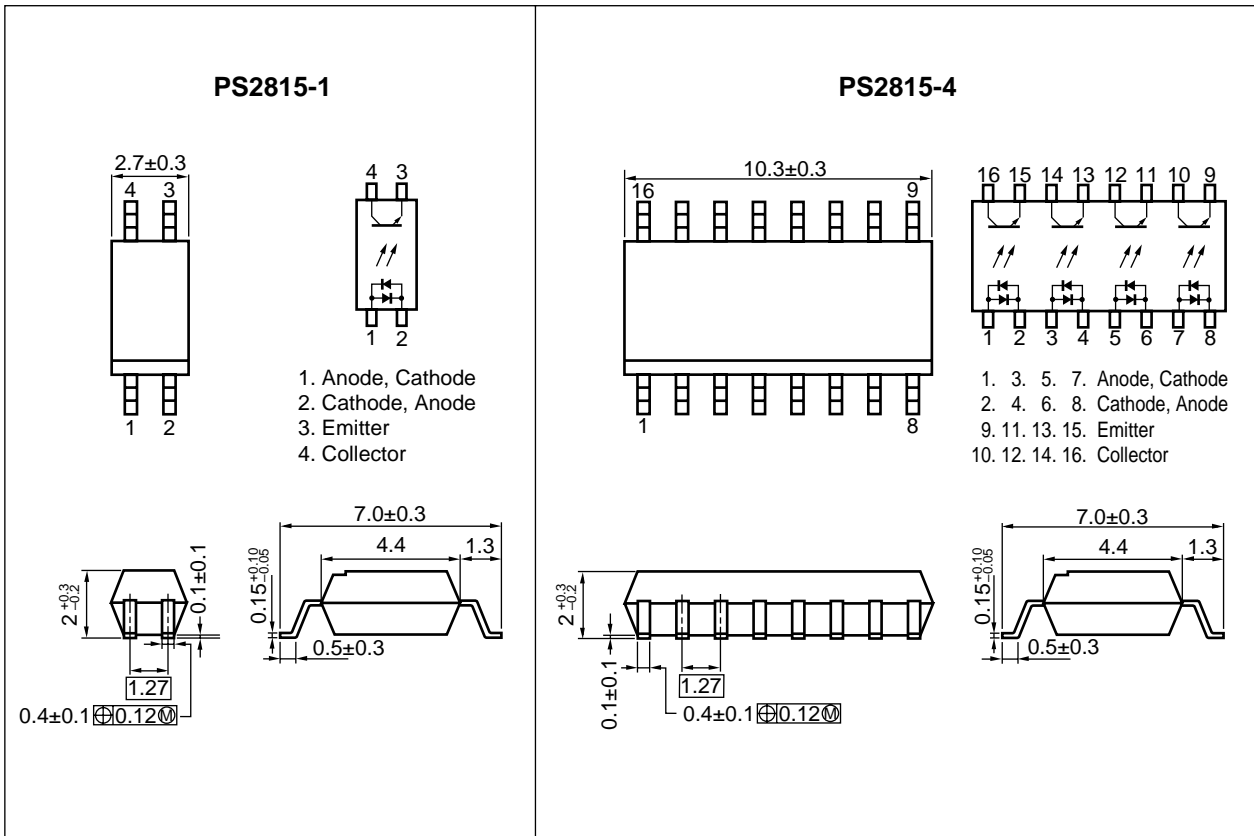 PS2815-1
2.7±0.3
4 3
1 2
4 3
1 2
1. Anode, Cathode
2. Cathode, Anode
3. Emitter
4. Collector
2 +0.3 −0.2
0.1±0.1
1.27
0.4±0.1 ⌖ 0.12 Ⓜ
7.0±0.3
4.4 1.3
0.15 +0.10 −0.05
0.5±0.3
PS2815-4
10.3±0.3
16 9
1 8
16 15 14 13 12 11 10 9
1 2 3 4 5 6 7 8
1. 3. 5. 7. Anode, Cathode
2. 4. 6. 8. Cathode, Anode
9. 11. 13. 15. Emitter
10. 12. 14. 16. Collector
2 +0.3 −0.2
0.1±0.1
1.27
0.4±0.1 ⌖ 0.12 Ⓜ
7.0±0.3
4.4 1.3
0.15 +0.10 −0.05
0.5±0.3